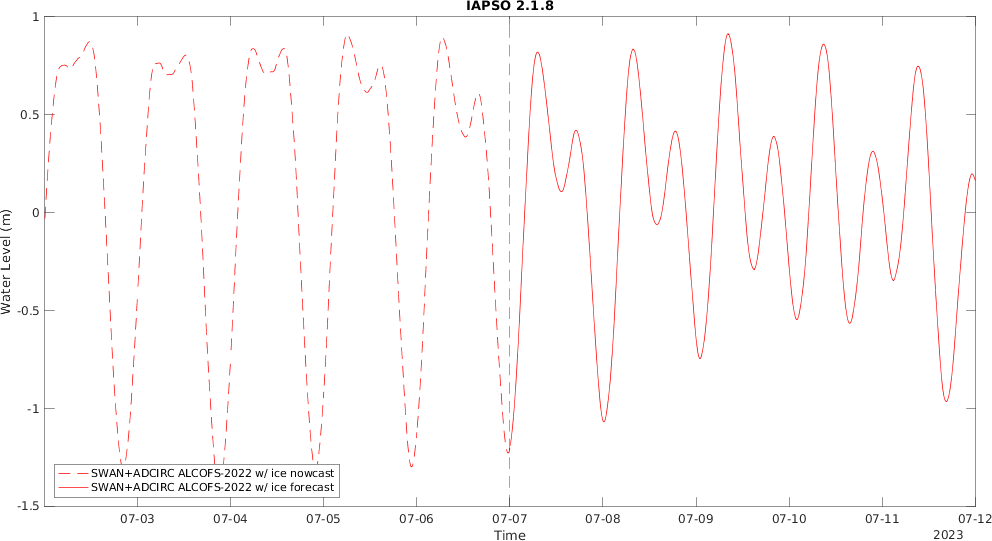 IAPSO 2.1.8
1
0.5
0
-0.5
-1
-1.5
Water Level (m)
SWAN+ADCIRC ALCOFS-2022 w/ ice nowcast
SWAN+ADCIRC ALCOFS-2022 w/ ice forecast
07-03 07-04 07-05 07-06 07-07 07-08 07-09 07-10 07-11 07-12
Time
2023